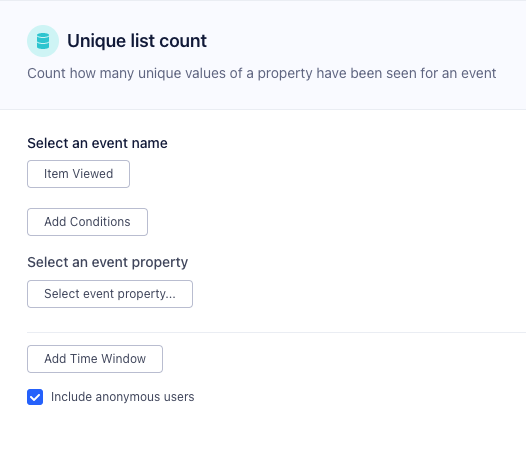 Unique list count
Count how many unique values of a property have been seen for an event
Select an event name
Item Viewed
Add Conditions
Select an event property
Select event property...
Add Time Window
Include anonymous users